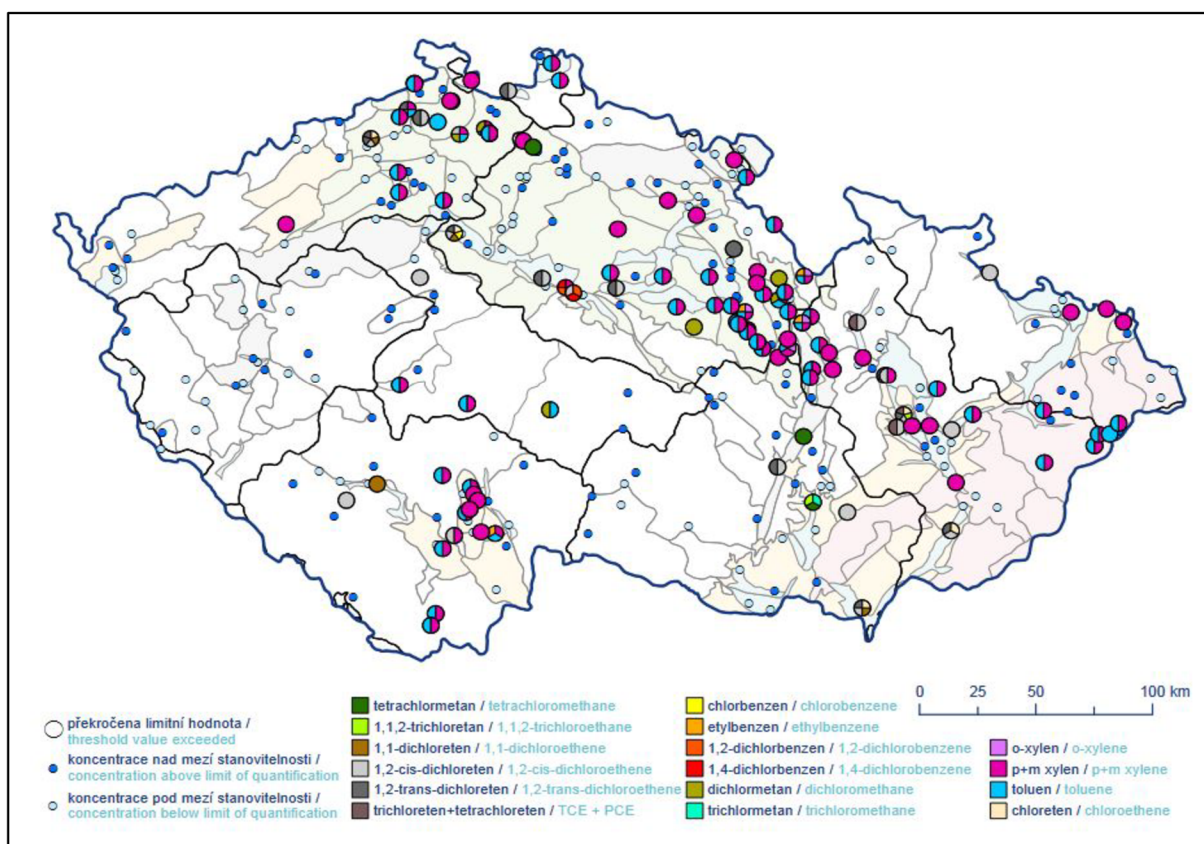 překročena limitní hodnota /
threshold value exceeded
koncentrace nad mezí stanovitelnosti /
concentration above limit of quantification
koncentrace pod mezí stanovitelnosti /
concentration below limit of quantification
tetrachlormetan / tetrachloromethane
1,1,2-trichloretan / 1,1,2-trichloroethane
1,1-dichloreten / 1,1-dichloroethene
1,2-cis-dichloreten / 1,2-cis-dichloroethene
1,2-trans-dichloreten / 1,2-trans-dichloroethene
trichloreten+tetrachloreten / TCE + PCE
chlorbenzen / chlorobenzene
etylbenzen / ethylbenzene
1,2-dichlorbenzen / 1,2-dichlorobenzene
1,4-dichlorbenzen / 1,4-dichlorobenzene
dichlormetan / dichloromethane
trichlormetan / trichloromethane
0 25 50 100 km
o-xylen / o-xylene
p+m xylen / p+m xylene
toluen / toluene
chloreten / chloroethene